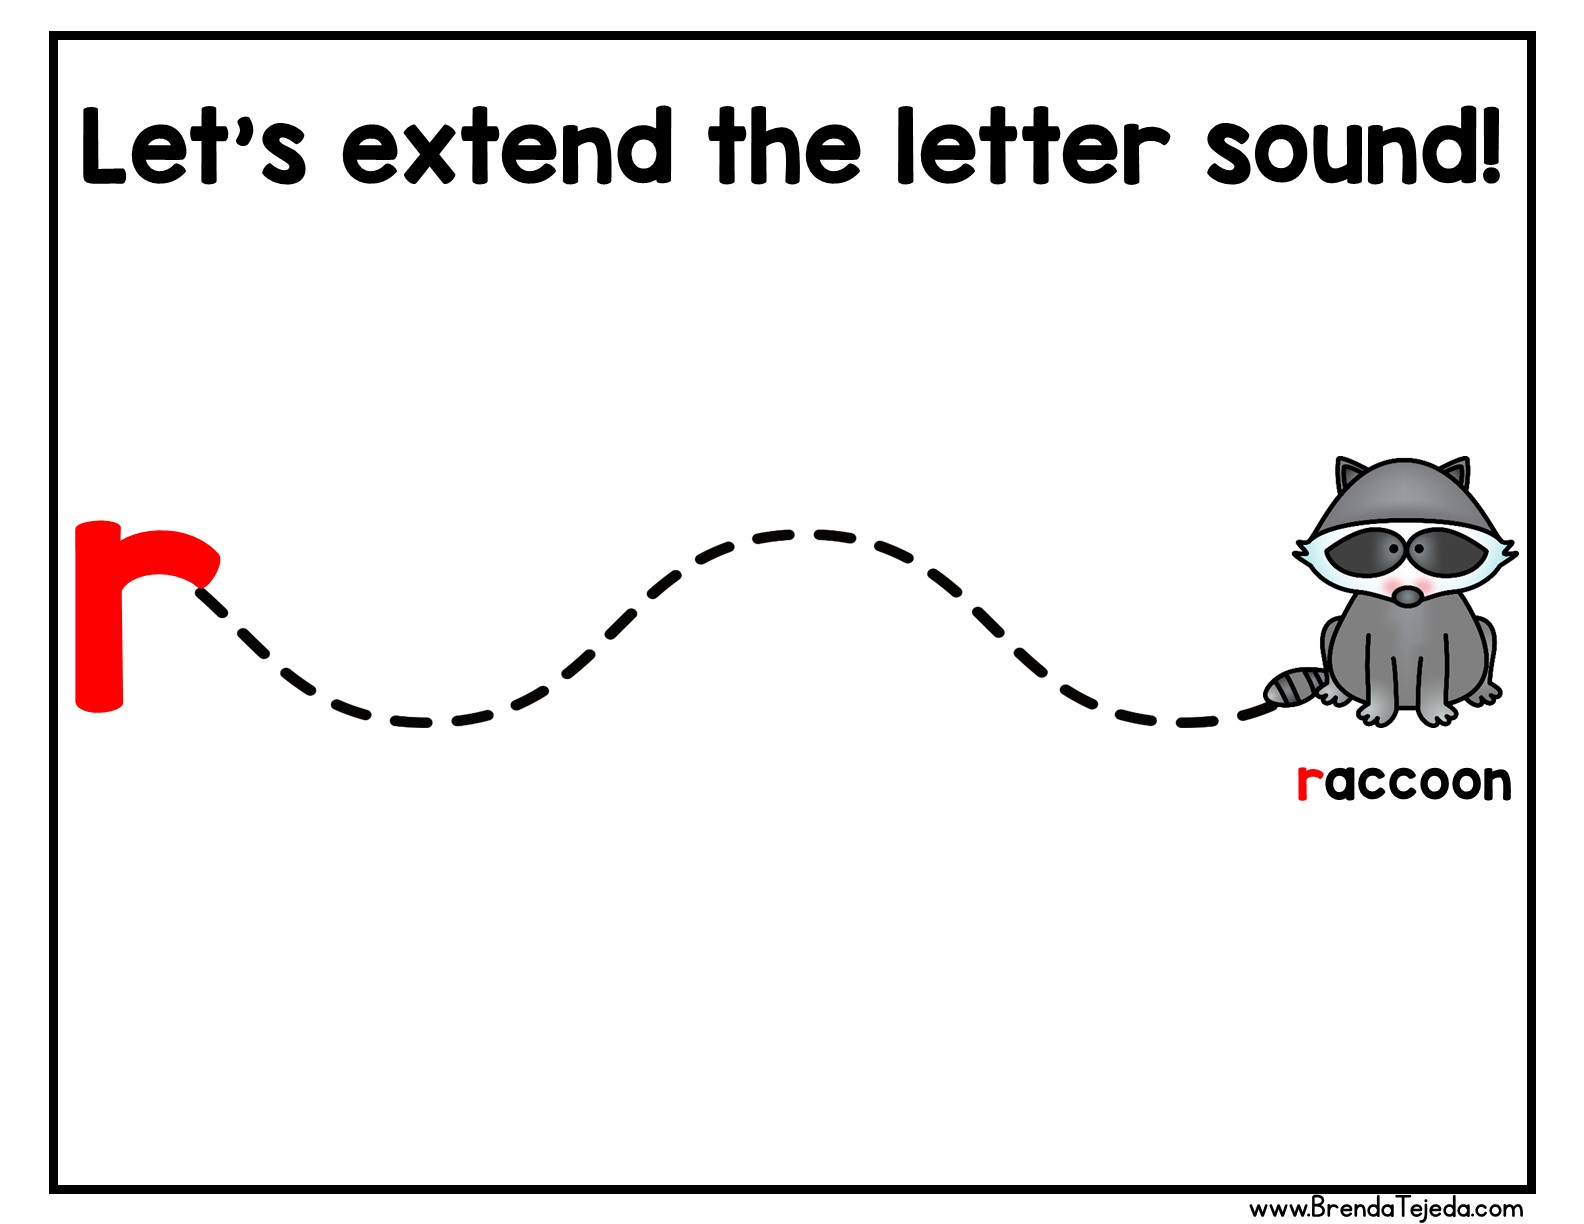 Let's extend the letter sound!
r
raccoon
www.BrendaTejeda.com